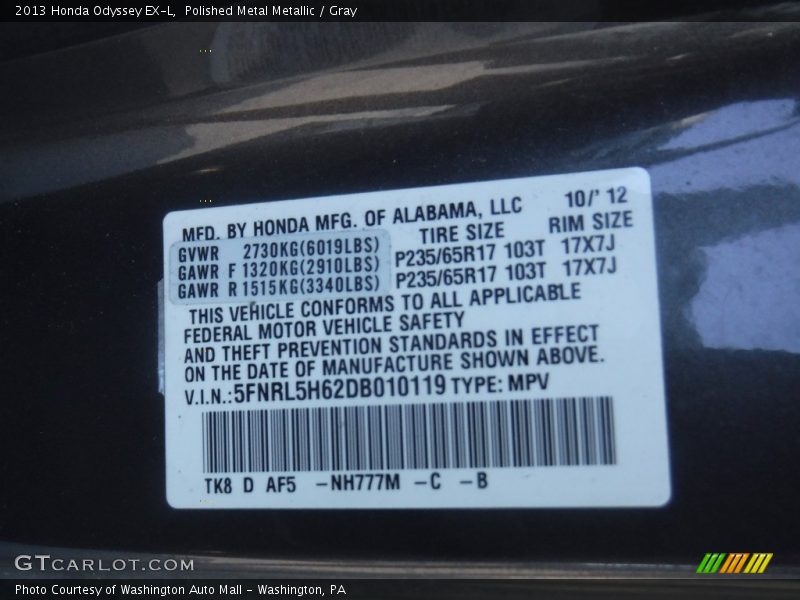 2013 Honda Odyssey EX-L, Polished Metal Metallic / Gray
MFD. BY HONDA MFG. OF ALABAMA, LLC 10/' 12
TIRE SIZE RIM SIZE
GVWR 2730KG(6019LBS)
GAWR F 1320KG(2910LBS) P235/65R17 103T 17X7J
GAWR R 1515KG(3340LBS) P235/65R17 103T 17X7J
THIS VEHICLE CONFORMS TO ALL APPLICABLE
FEDERAL MOTOR VEHICLE SAFETY
AND THEFT PREVENTION STANDARDS IN EFFECT
ON THE DATE OF MANUFACTURE SHOWN ABOVE.
V.I.N.:5FNRL5H62DB010119 TYPE: MPV
TK8 D AF5 -NH777M -C -B
GTCARLOT.COM
Photo Courtesy of Washington Auto Mall - Washington, PA